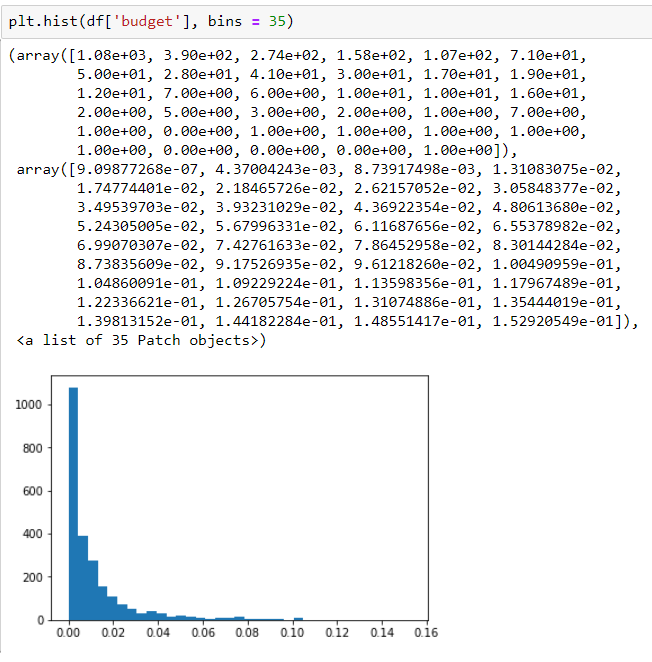 plt.hist(df['budget'], bins = 35)
(array([1.08e+03, 3.90e+02, 2.74e+02, 1.58e+02, 1.07e+02, 7.10e+01,
5.00e+01, 2.80e+01, 4.10e+01, 3.00e+01, 1.70e+01, 1.90e+01,
1.20e+01, 7.00e+00, 6.00e+00, 1.00e+01, 1.00e+01, 1.60e+01,
2.00e+00, 5.00e+00, 3.00e+00, 2.00e+00, 1.00e+00, 7.00e+00,
1.00e+00, 0.00e+00, 1.00e+00, 1.00e+00, 1.00e+00, 1.00e+00,
1.00e+00, 0.00e+00, 0.00e+00, 0.00e+00, 1.00e+00]),
array([9.09877268e-07, 4.37004243e-03, 8.73917498e-03, 1.31083075e-02,
1.74774401e-02, 2.18465726e-02, 2.62157052e-02, 3.05848377e-02,
3.49539703e-02, 3.93231029e-02, 4.36922354e-02, 4.80613680e-02,
5.24305005e-02, 5.67996331e-02, 6.11687656e-02, 6.55378982e-02,
6.99070307e-02, 7.42761633e-02, 7.86452958e-02, 8.30144284e-02,
8.73835609e-02, 9.17526935e-02, 9.61218260e-02, 1.00490959e-01,
1.04860091e-01, 1.09229224e-01, 1.13598356e-01, 1.17967489e-01,
1.22336621e-01, 1.26705754e-01, 1.31074886e-01, 1.35444019e-01,
1.39813152e-01, 1.44182284e-01, 1.48551417e-01, 1.52920549e-01]),
<a list of 35 Patch objects>)
1000
800
600
400
200
0
0.00 0.02 0.04 0.06 0.08 0.10 0.12 0.14 0.16